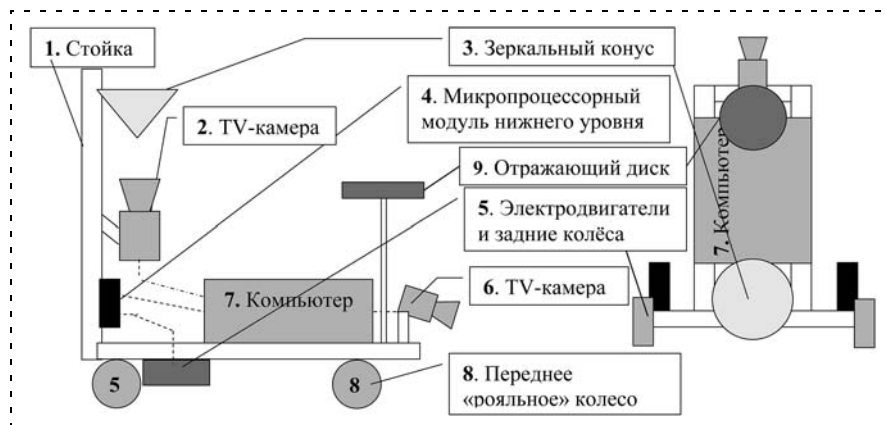 1. Стойка
3. Зеркальный конус
4. Микропроцессорный
модуль нижнего уровня
2. TV-камера
9. Отражающий диск
5. Электродвигатели
и задние колёса
7. Компьютер
7. Компьютер
6. TV-камера
5
8
8. Переднее
«рояльное» колесо